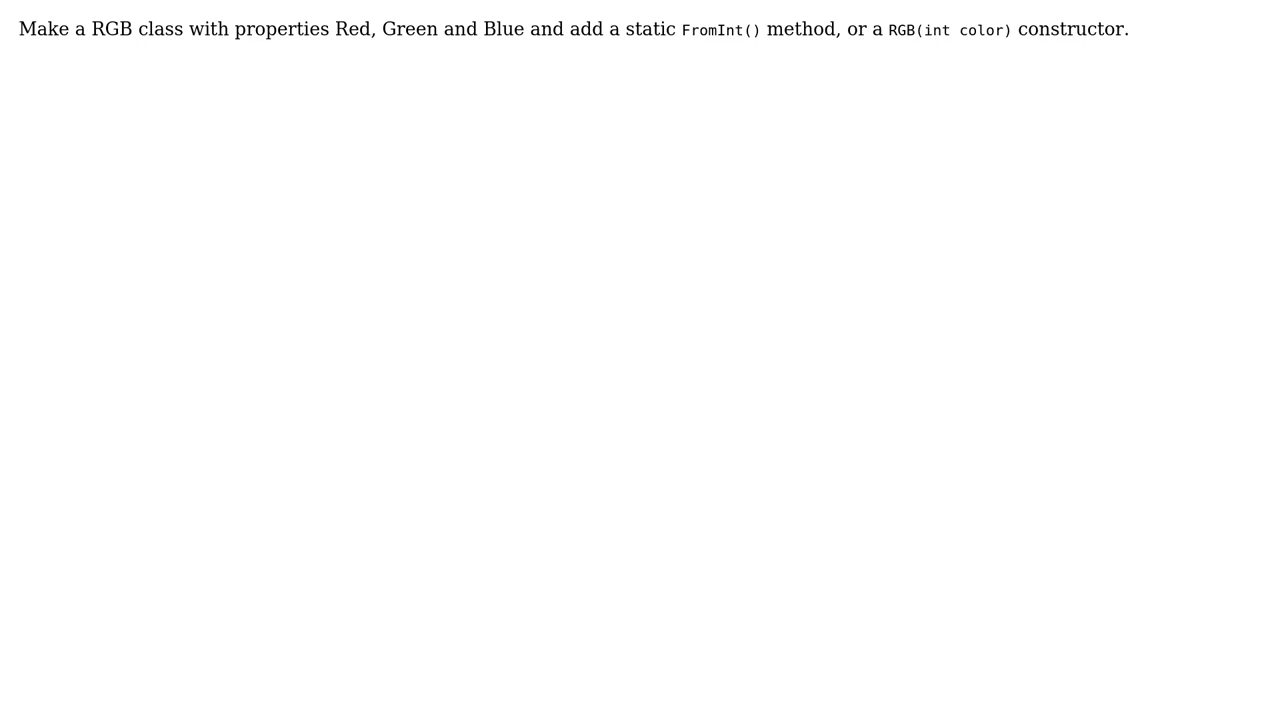 Make a RGB class with properties Red, Green and Blue and add a static FromInt() method, or a RGB(int color) constructor.